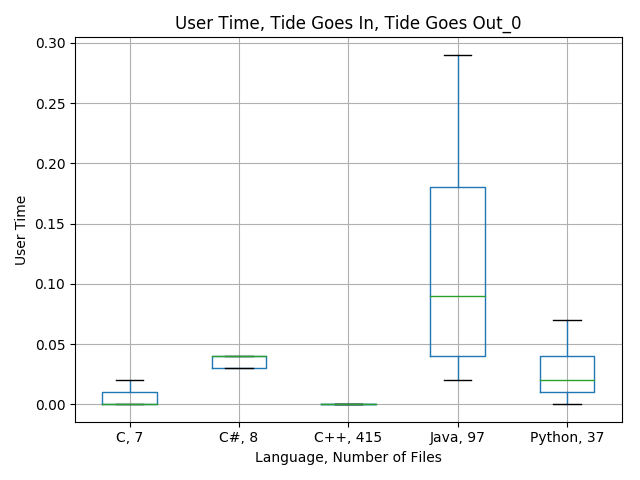 User Time, Tide Goes In, Tide Goes Out_0
0.30
0.25
0.20
0.15
0.10
0.05
0.00
User Time
C, 7 C#, 8 C++, 415 Java, 97 Python, 37
Language, Number of Files